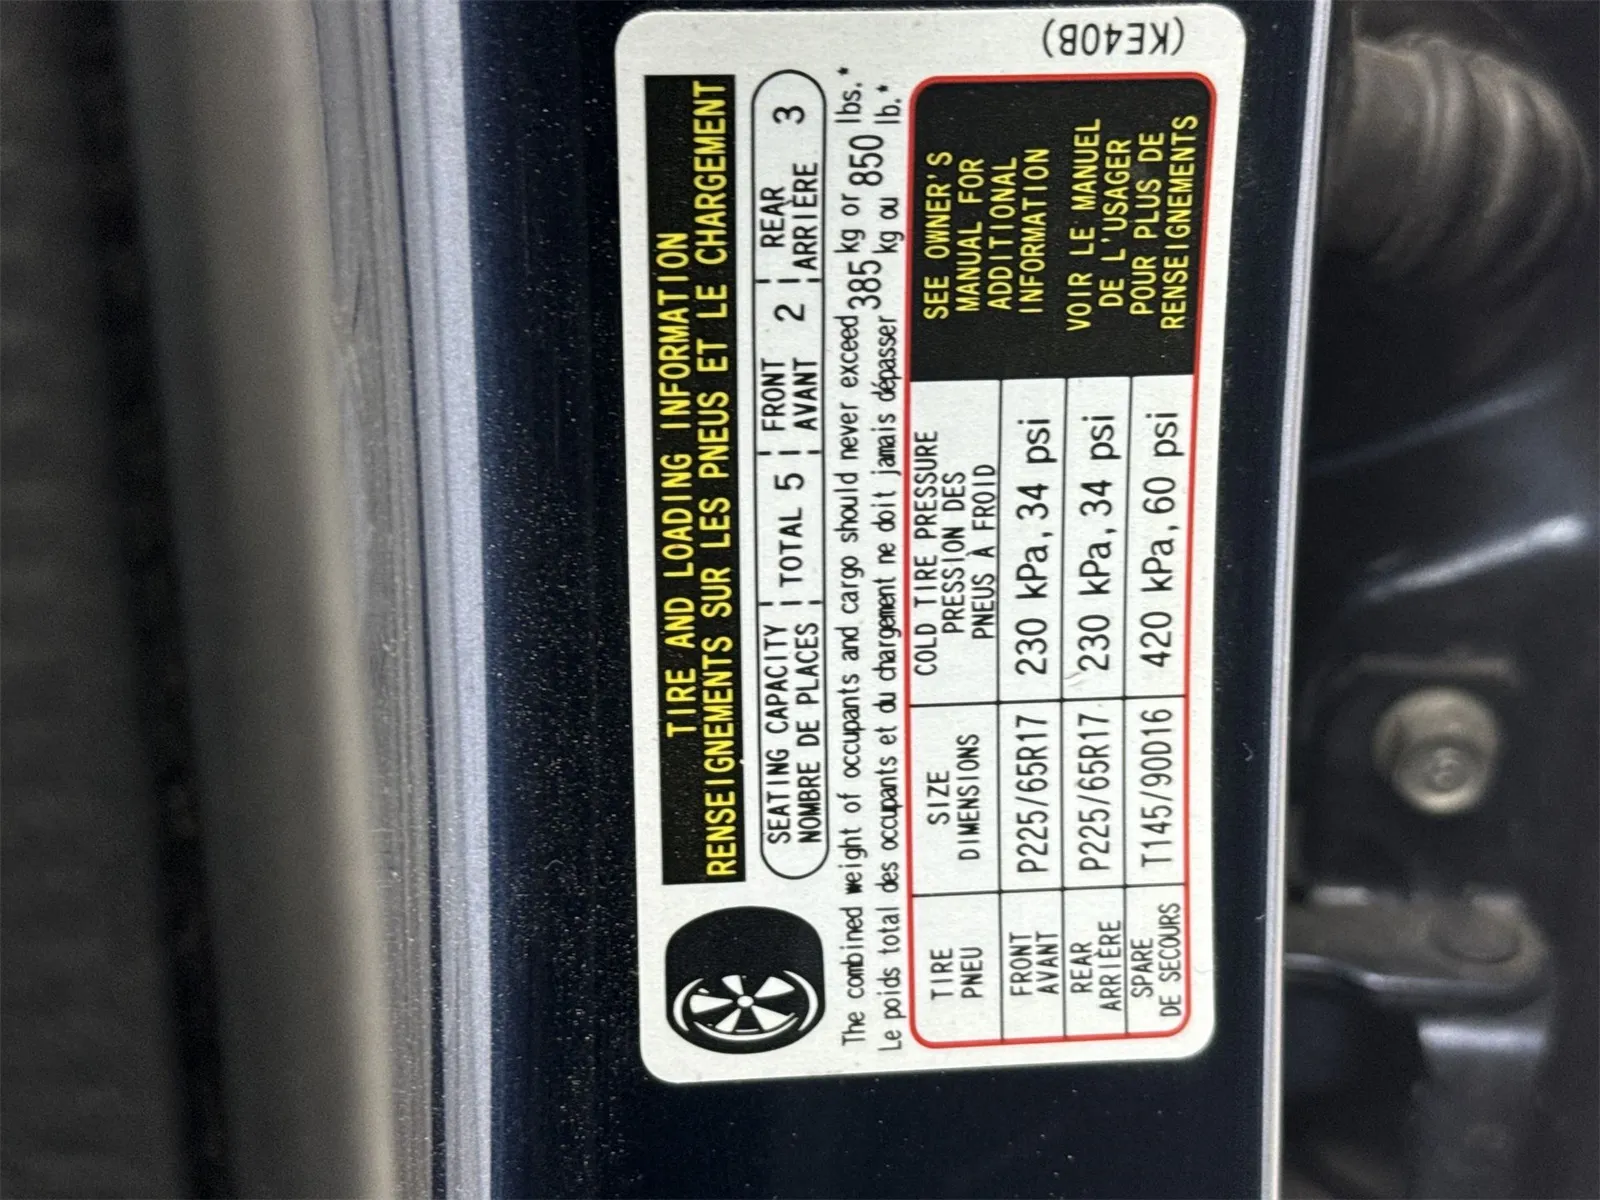 TIRE AND LOADING INFORMATION
RENSEIGNEMENTS SUR LES PNEUS ET LE CHARGEMENT
SEATING CAPACITY
NOMBRE DE PLACES
TOTAL 5
FRONT
AVANT
2
REAR
ARRIÈRE
3
The combined weight of occupants and cargo should never exceed 385 kg or 850 lbs.*
Le poids total des occupants et du chargement ne doit jamais dépasser kg ou lb.*
TIRE
PNEU
SIZE
DIMENSIONS
COLD TIRE PRESSURE
PRESSION DES
PNEUS À FROID
FRONT
AVANT
P225/65R17
230 kPa, 34 psi
REAR
ARRIÈRE
P225/65R17
230 kPa, 34 psi
SPARE
DE SECOURS
T145/90D16
420 kPa, 60 psi
SEE OWNER'S
MANUAL FOR
ADDITIONAL
INFORMATION
VOIR LE MANUEL
DE L'USAGER
POUR PLUS DE
RENSEIGNEMENTS
(KE40B)